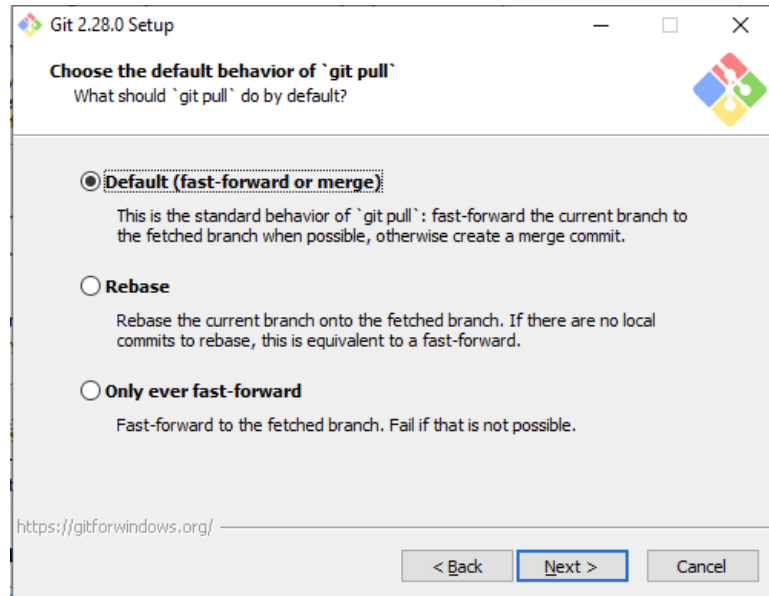 Git 2.28.0 Setup
Choose the default behavior of `git pull`
What should `git pull` do by default?
Default (fast-forward or merge)
This is the standard behavior of `git pull`: fast-forward the current branch to
the fetched branch when possible, otherwise create a merge commit.
Rebase
Rebase the current branch onto the fetched branch. If there are no local
commits to rebase, this is equivalent to a fast-forward.
Only ever fast-forward
Fast-forward to the fetched branch. Fail if that is not possible.
https://gitforwindows.org/
< Back Next > Cancel